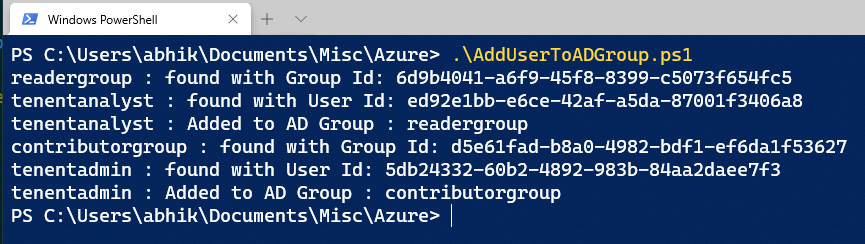 Windows PowerShell
PS C:\Users\abhik\Documents\Misc\Azure> .\AddUserToADGroup.ps1
readergroup : found with Group Id: 6d9b4041-a6f9-45f8-8399-c5073f654fc5
tenentanalyst : found with User Id: ed92e1bb-e6ce-42af-a5da-87001f3406a8
tenentanalyst : Added to AD Group : readergroup
contributorgroup : found with Group Id: d5e61fad-b8a0-4982-bdf1-ef6da1f53627
tenentadmin : found with User Id: 5db24332-60b2-4892-983b-84aa2daee7f3
tenentadmin : Added to AD Group : contributorgroup
PS C:\Users\abhik\Documents\Misc\Azure>